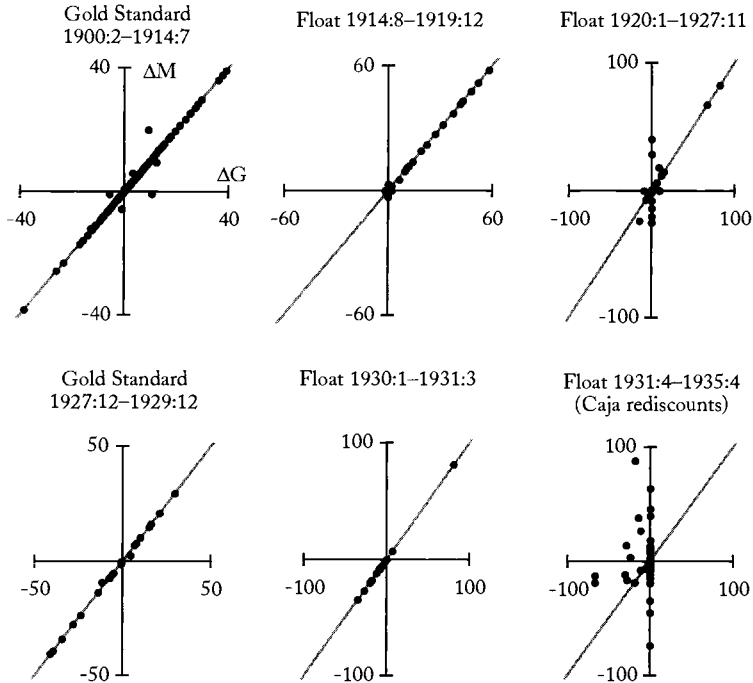 Gold Standard
1900:2–1914:7
40
ΔM
ΔG
-40
40
-40
Float 1914:8–1919:12
60
-60
60
-60
Float 1920:1–1927:11
100
-100
100
-100
Gold Standard
1927:12–1929:12
50
-50
50
-50
Float 1930:1–1931:3
100
-100
100
-100
Float 1931:4–1935:4
(Caja rediscounts)
100
-100
100
-100